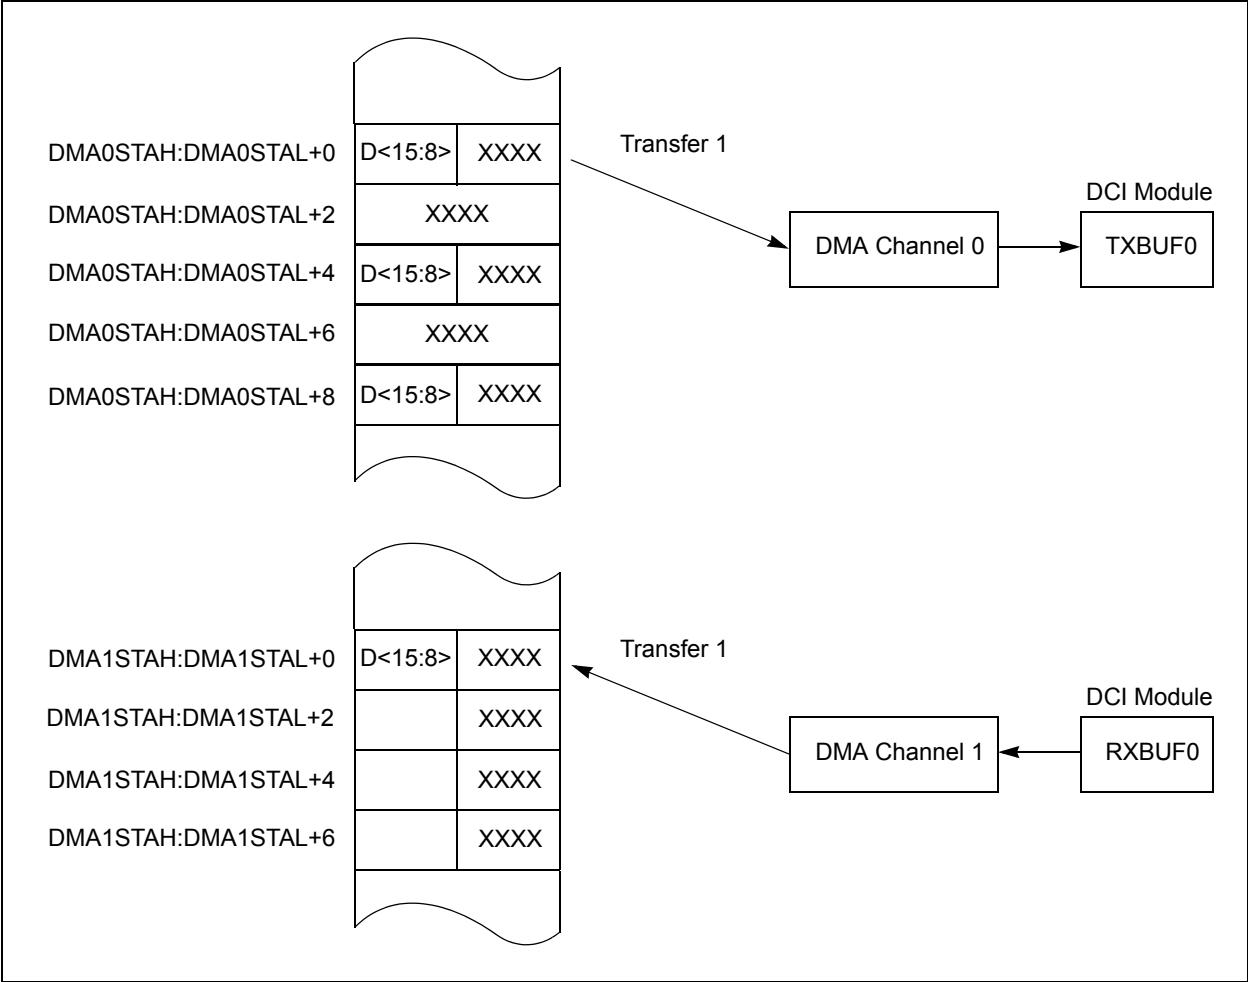 Transfer 1
DMA0STAH:DMA0STAL+0 D<15:8> XXXX
DCI Module
DMA0STAH:DMA0STAL+2 XXXX
DMA Channel 0 TXBUF0
DMA0STAH:DMA0STAL+4 D<15:8> XXXX
DMA0STAH:DMA0STAL+6 XXXX
DMA0STAH:DMA0STAL+8 D<15:8> XXXX
Transfer 1
DMA1STAH:DMA1STAL+0 D<15:8> XXXX
DCI Module
DMA1STAH:DMA1STAL+2 XXXX
DMA Channel 1 RXBUF0
DMA1STAH:DMA1STAL+4 XXXX
DMA1STAH:DMA1STAL+6 XXXX